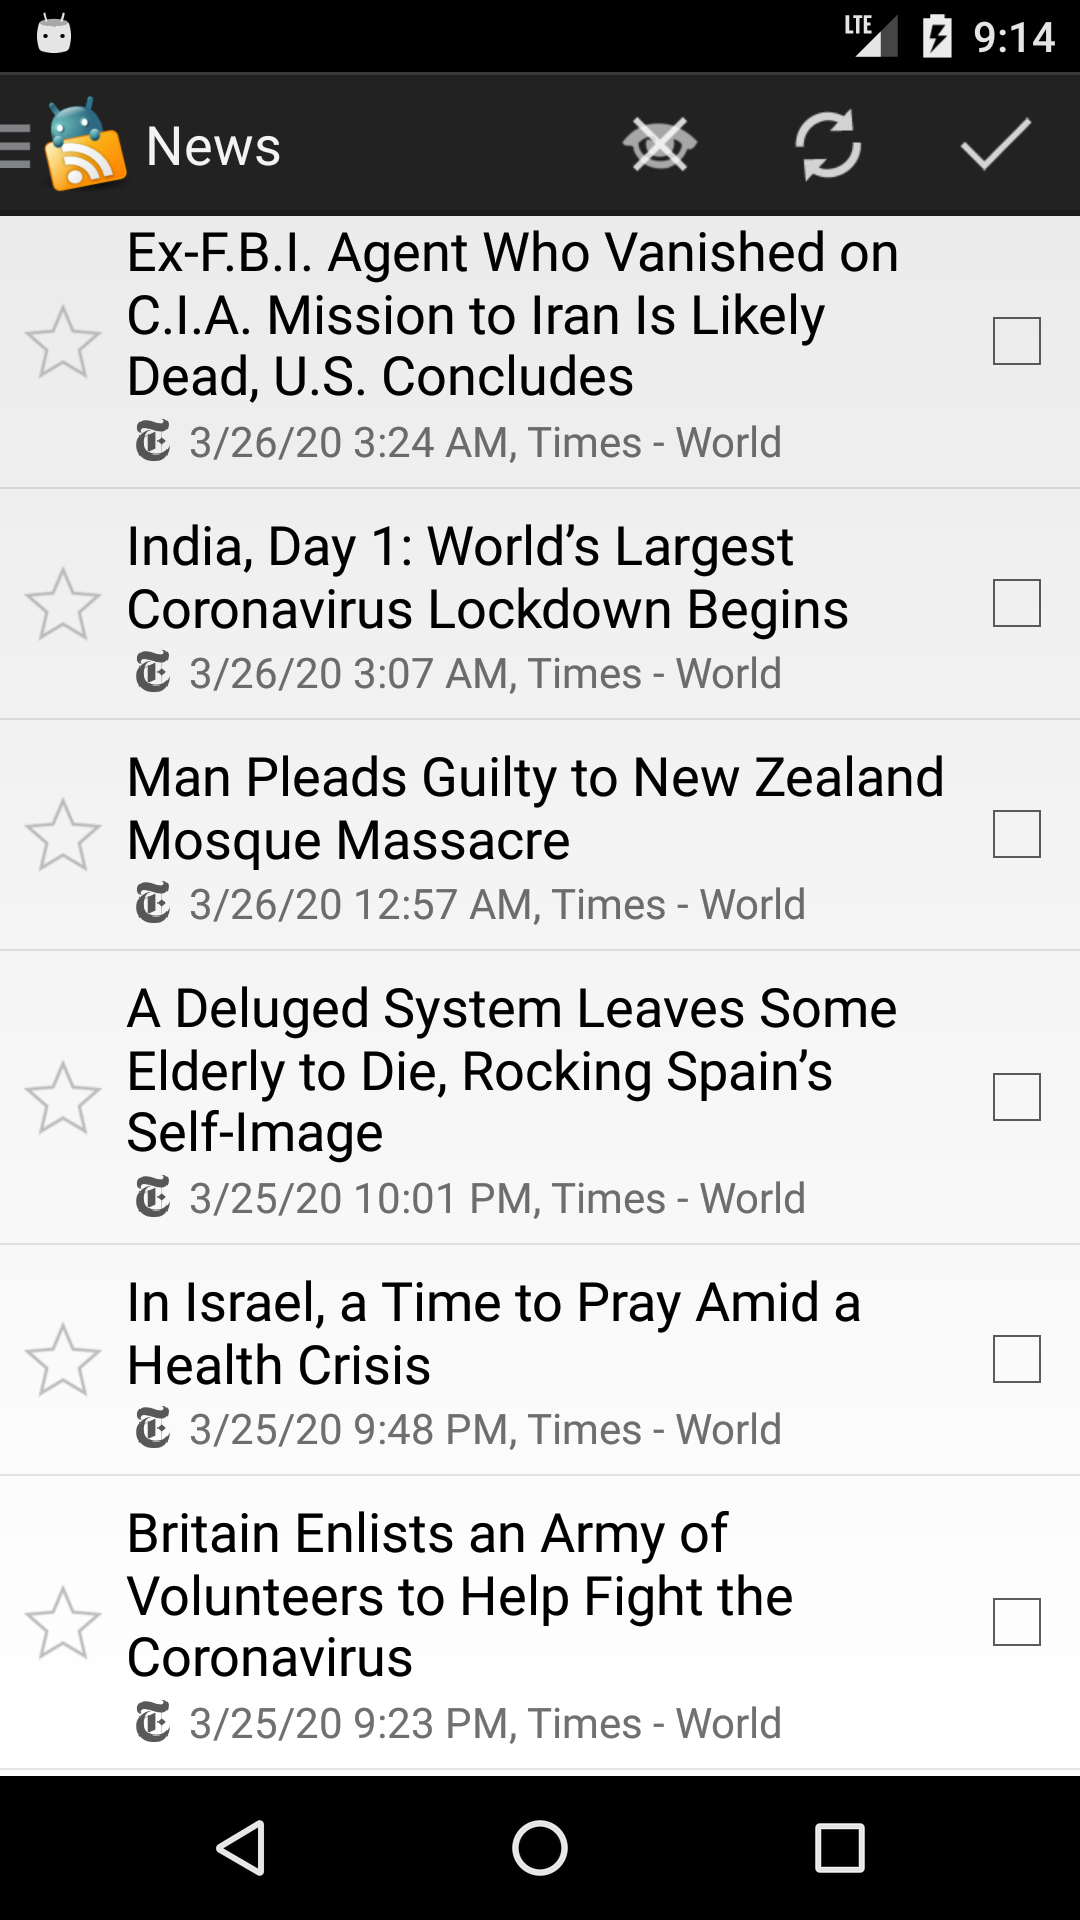 LTE 9:14
News
Ex-F.B.I. Agent Who Vanished on
C.I.A. Mission to Iran Is Likely
Dead, U.S. Concludes
T 3/26/20 3:24 AM, Times - World
India, Day 1: World’s Largest
Coronavirus Lockdown Begins
T 3/26/20 3:07 AM, Times - World
Man Pleads Guilty to New Zealand
Mosque Massacre
T 3/26/20 12:57 AM, Times - World
A Deluged System Leaves Some
Elderly to Die, Rocking Spain’s
Self-Image
T 3/25/20 10:01 PM, Times - World
In Israel, a Time to Pray Amid a
Health Crisis
T 3/25/20 9:48 PM, Times - World
Britain Enlists an Army of
Volunteers to Help Fight the
Coronavirus
T 3/25/20 9:23 PM, Times - World